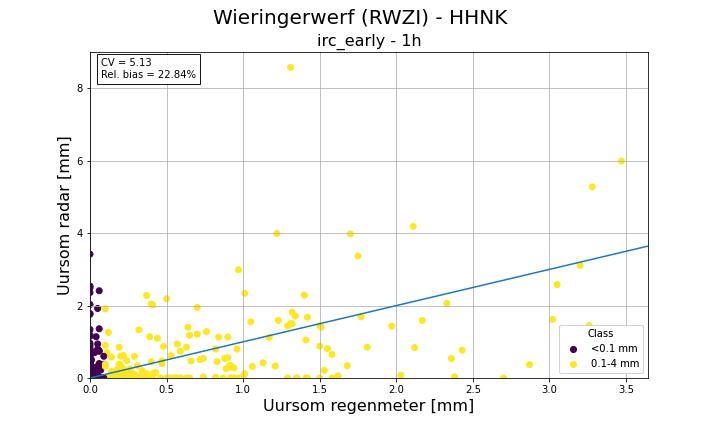 Wieringerwerf (RWZI) - HHNK
irc_early - 1h
CV = 5.13
Rel. bias = 22.84%
8
6
4
2
0
Uursom radar [mm]
0.0 0.5 1.0 1.5 2.0 2.5 3.0 3.5
Uursom regenmeter [mm]
Class
<0.1 mm
0.1-4 mm